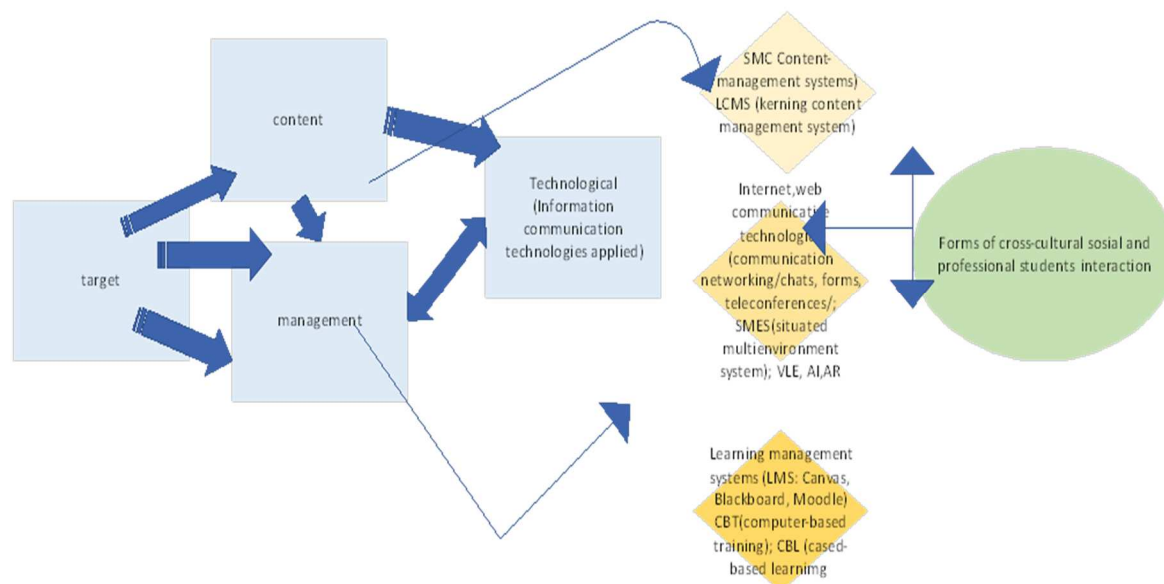 content
target
management
Technological
(Information
communication
technologies applied)
SMC Content-
management systems)
LCMS (kerning content
management system)
Internet,web
communicative
technologi
(communication
networking/chats, forms,
teleconferences/;
SMES(situated
multienvironment
system); VLE, AI,AR
Learning management
systems (LMS: Canvas,
Blackboard, Moodle)
CBT(computer-based
training); CBL (cased-
based learnimg
Forms of cross-cultural sosial and
professional students interaction